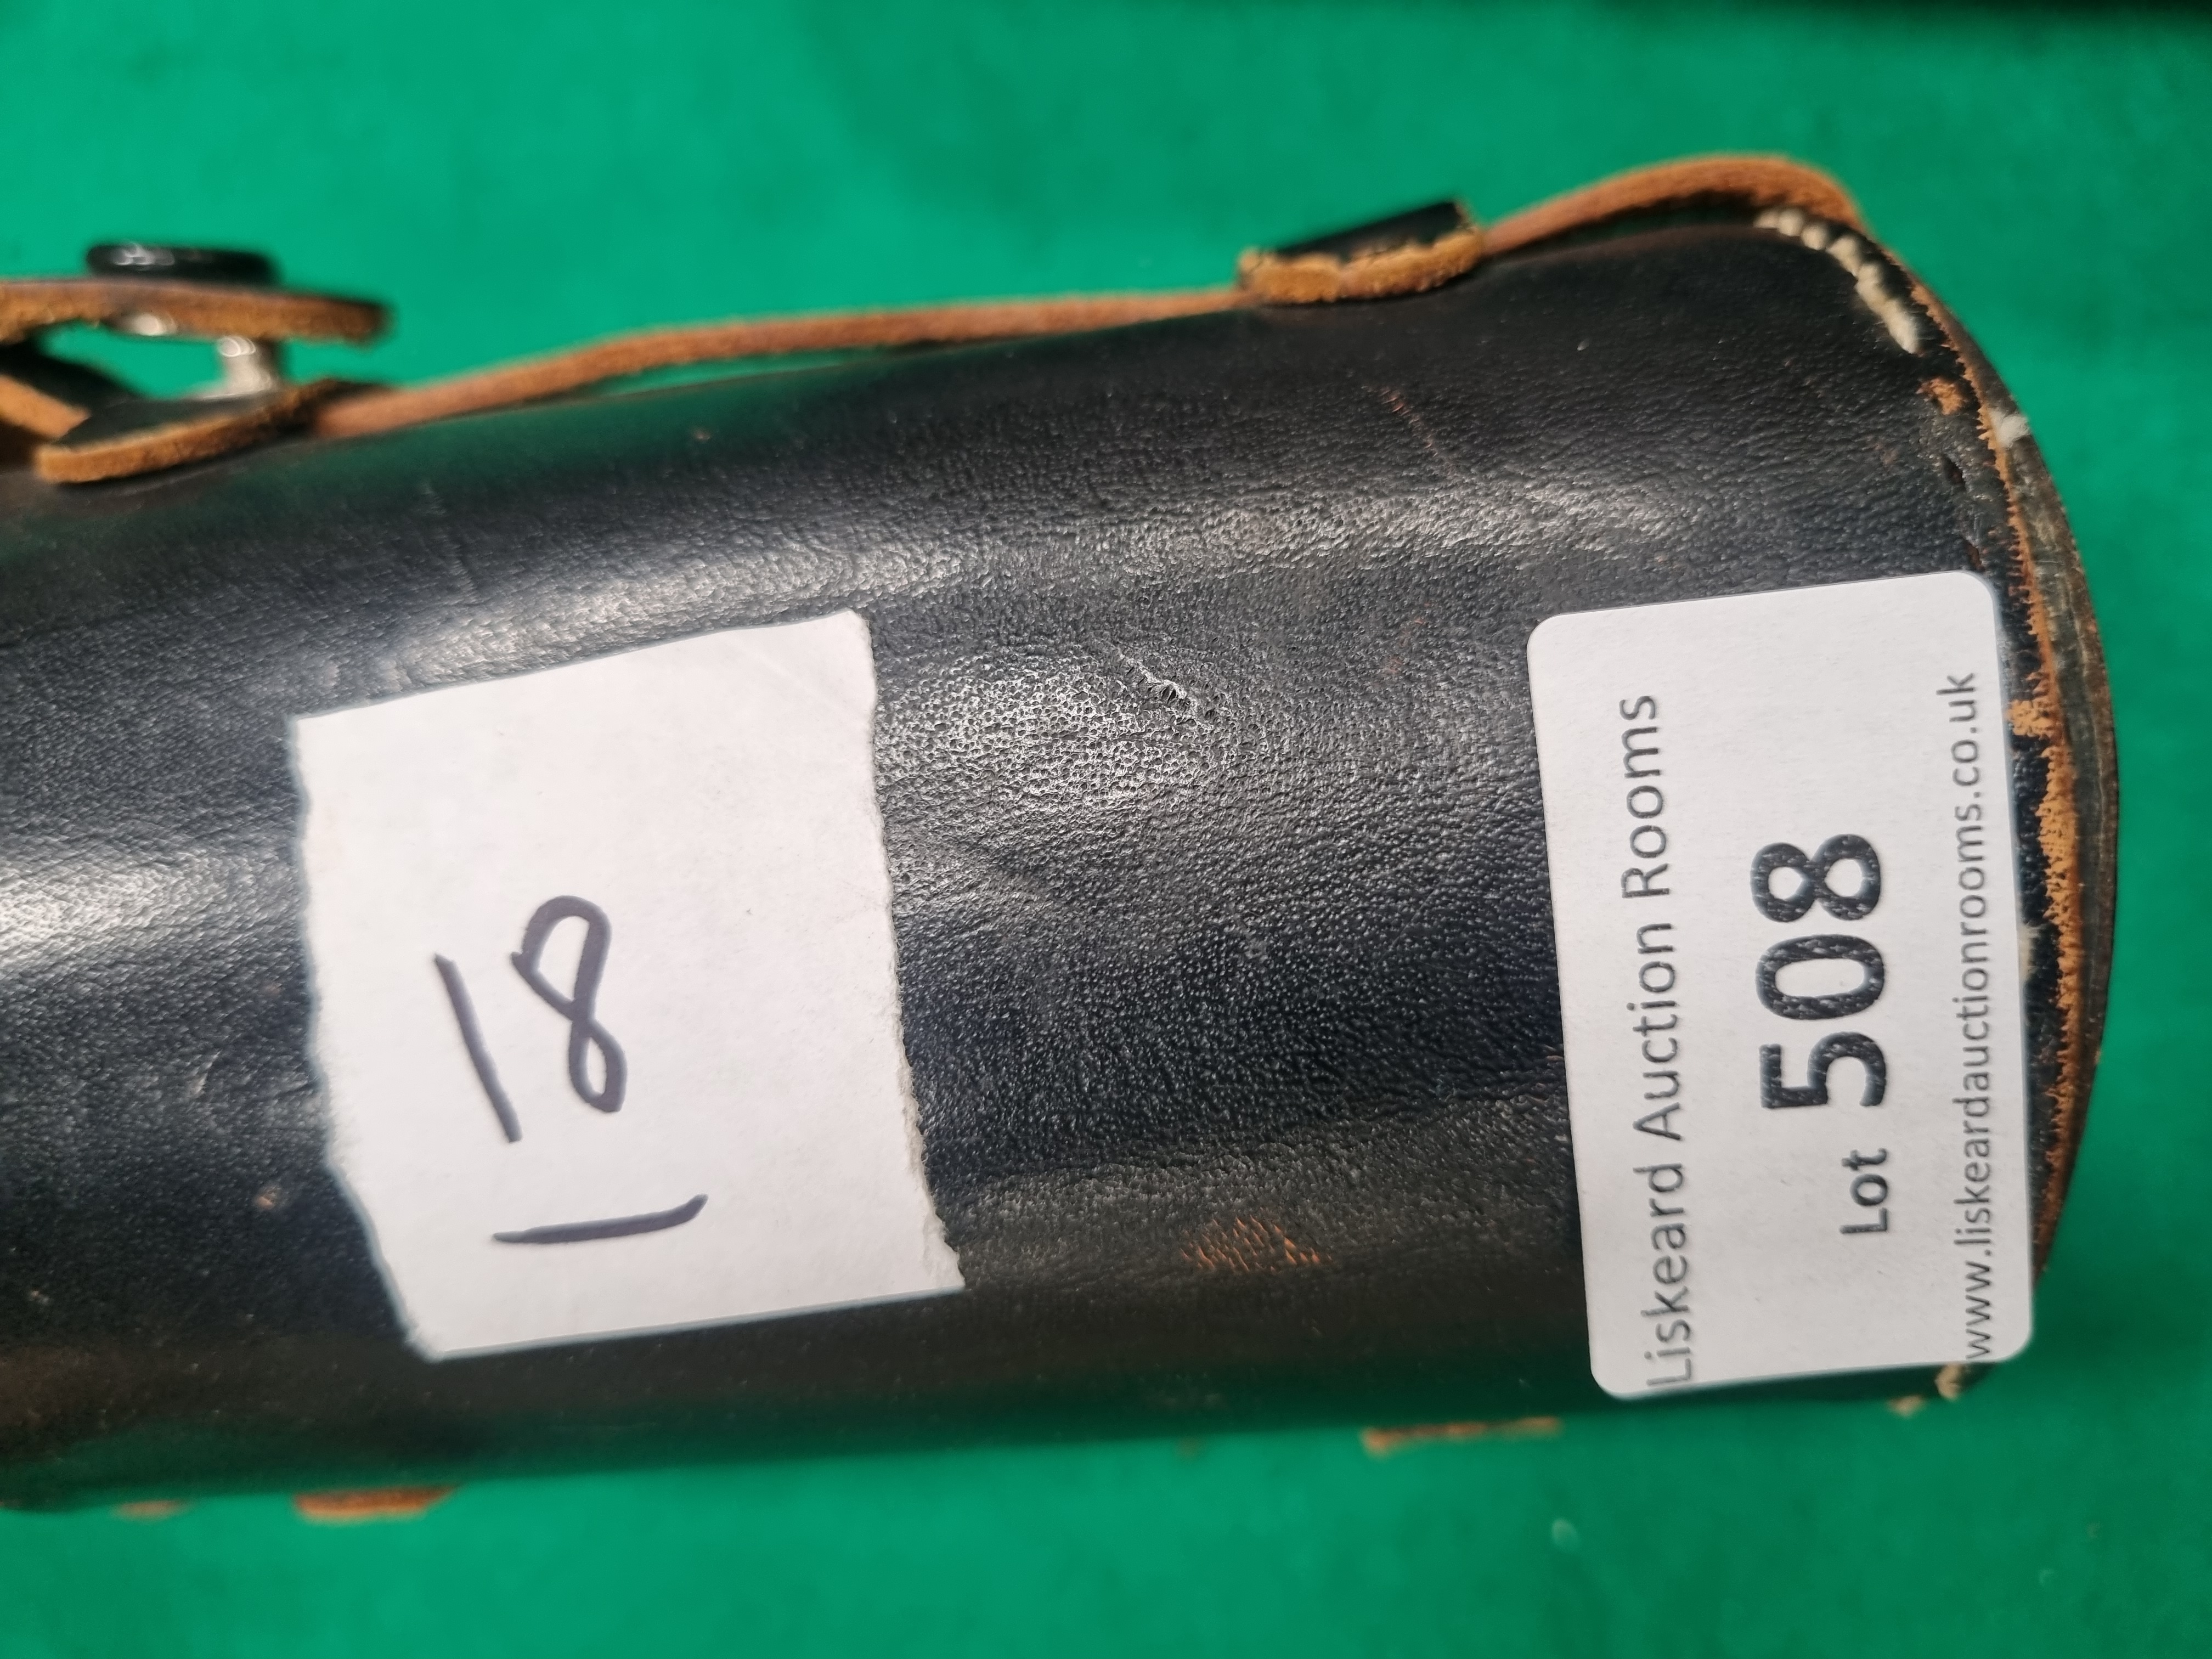 18
Liskeard Auction Rooms
Lot 508
www.liskeardauctionrooms.co.uk